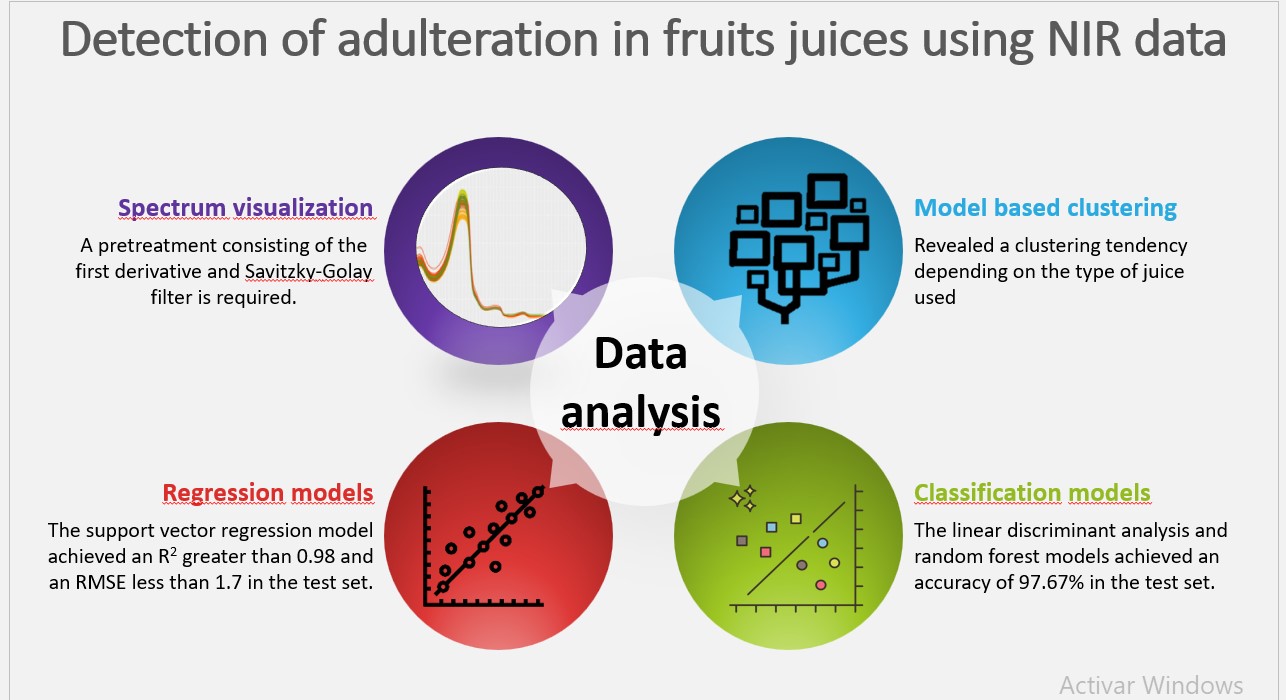 Detection of adulteration in fruits juices using NIR data
Spectrum visualization
A pretreatment consisting of the
first derivative and Savitzky-Golay
filter is required.
Model based clustering
Revealed a clustering tendency
depending on the type of juice
used
Data
analysis
Regression models
The support vector regression model
achieved an R² greater than 0.98 and
an RMSE less than 1.7 in the test set.
Classification models
The linear discriminant analysis and
random forest models achieved an
accuracy of 97.67% in the test set.
Activar Windows